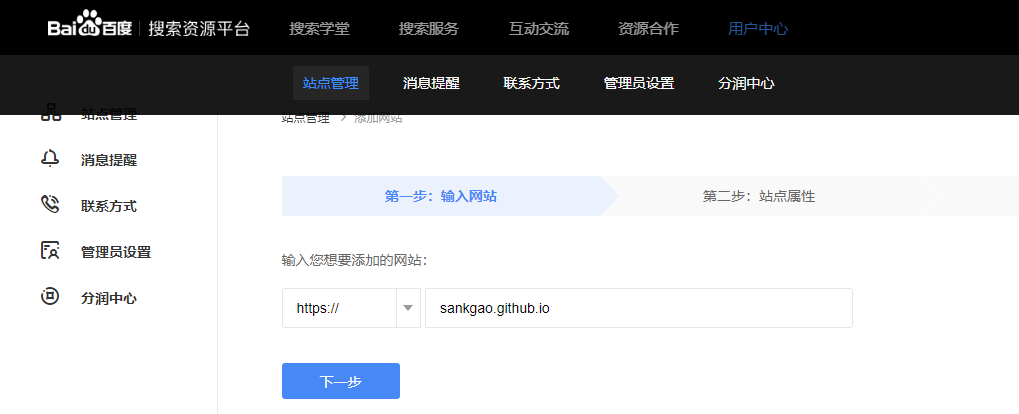 Bai du 百度 | 搜索资源平台 搜索学堂 搜索服务 互动交流 资源合作 用户中心
站点管理 消息提醒 联系方式 管理员设置 分润中心
站点管理
站点管理 > 添加网站
消息提醒
第一步：输入网站 第二步：站点属性
联系方式
管理员设置
输入您想要添加的网站：
分润中心
https:// sankgao.github.io
下一步